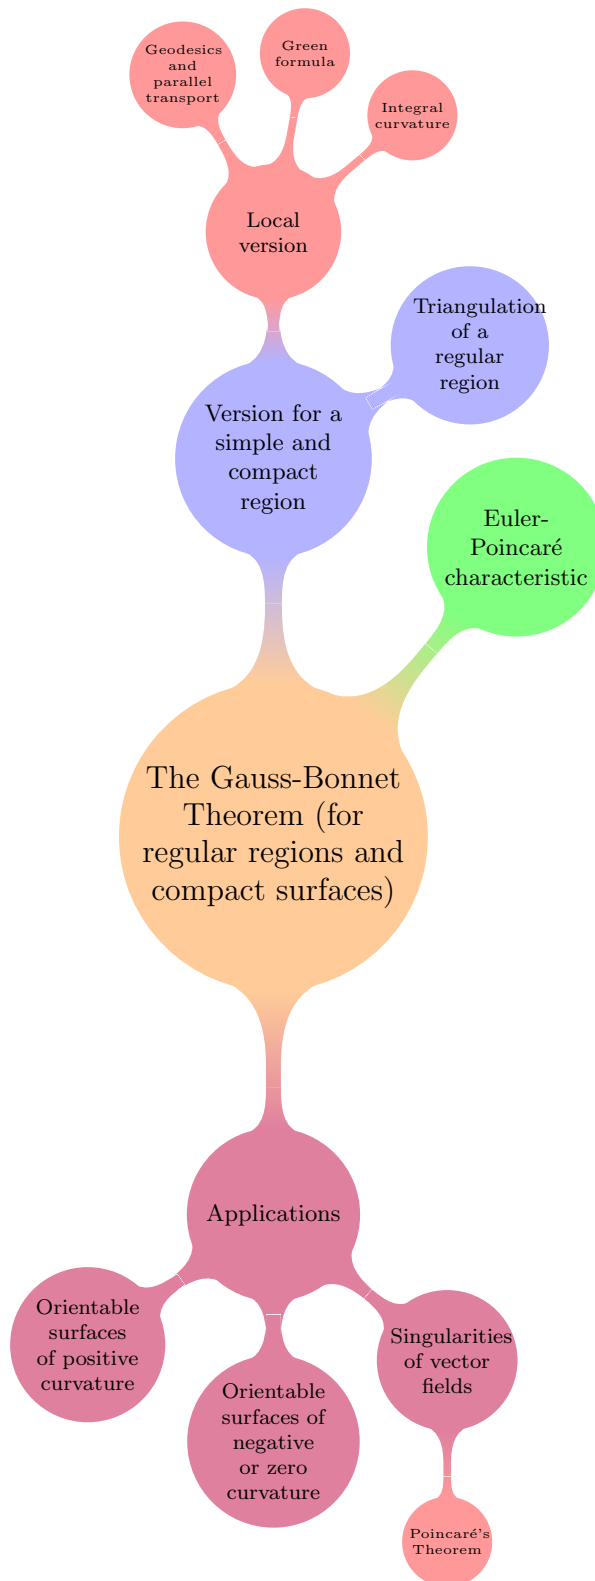 Geodesics
and
parallel
transport
Green
formula
Integral
curvature
Local
version
Triangulation
of a
regular
region
Version for a
simple and
compact
region
Euler-
Poincaré
characteristic
The Gauss-Bonnet
Theorem (for
regular regions and
compact surfaces)
Applications
Orientable
surfaces
of positive
curvature
Orientable
surfaces of
negative
or zero
curvature
Singularities
of vector
fields
Poincaré's
Theorem